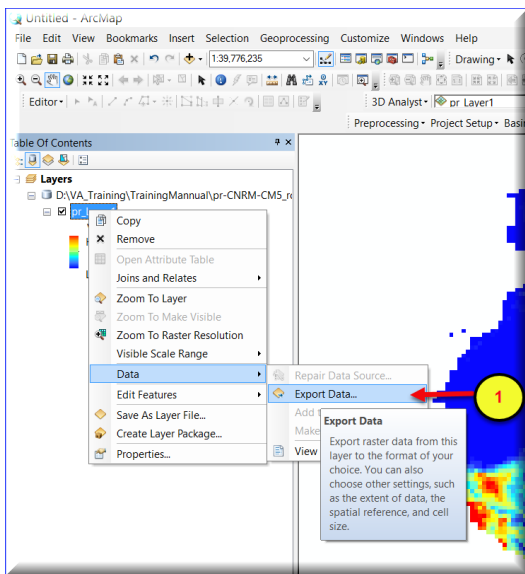 Untitled - ArcMap
File Edit View Bookmarks Insert Selection Geoprocessing Customize Windows Help
1:39,776,235 Drawing
Editor 3D Analyst pr Layer1
Preprocessing Project Setup
Table Of Contents
Layers
D:\VA_Training\TrainingMannual\pr-CNRM-CM5_r
Copy
Remove
Open Attribute Table
Joins and Relates
Zoom To Layer
Zoom To Make Visible
Zoom To Raster Resolution
Visible Scale Range
Data
Repair Data Source...
Edit Features
Export Data...
1
Save As Layer File...
Create Layer Package...
Properties...
View
Export Data
Export raster data from this
layer to the format of your
choice. You can also
choose other settings, such
as the extent of data, the
spatial reference, and cell
size.